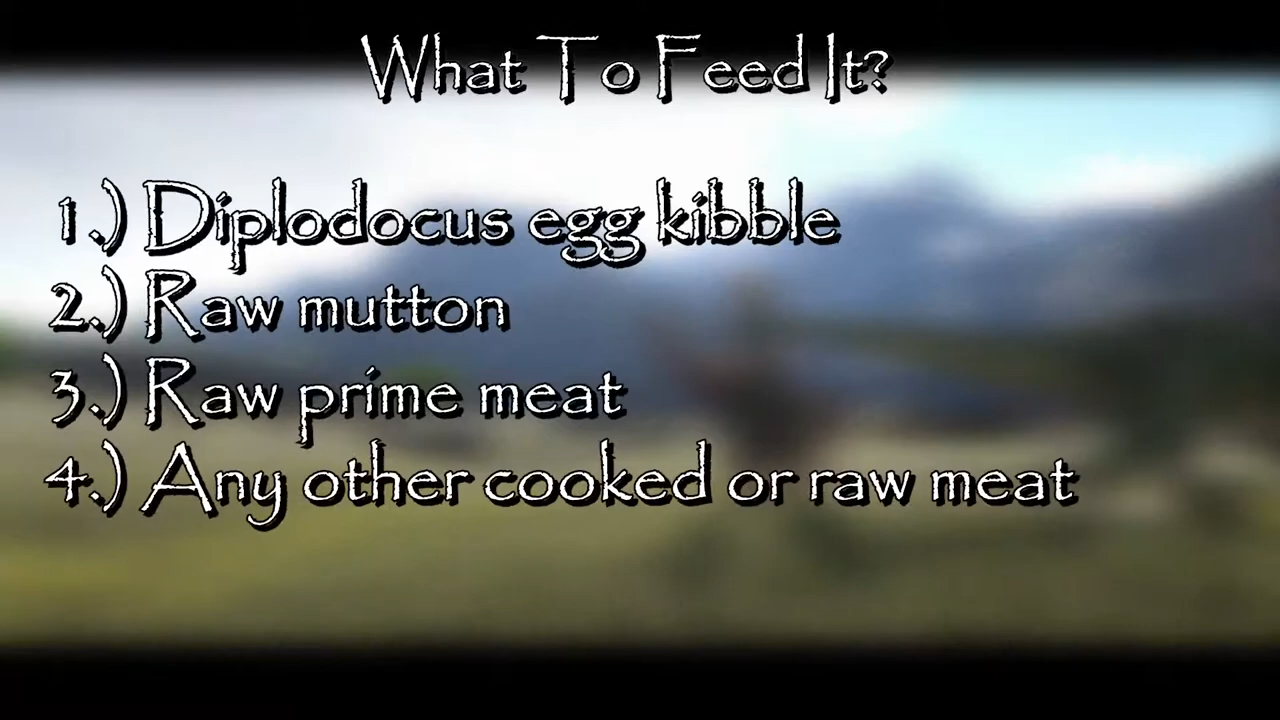 What To Feed It?
1.) Diplodocus egg kibble
2.) Raw mutton
3.) Raw prime meat
4.) Any other cooked or raw meat